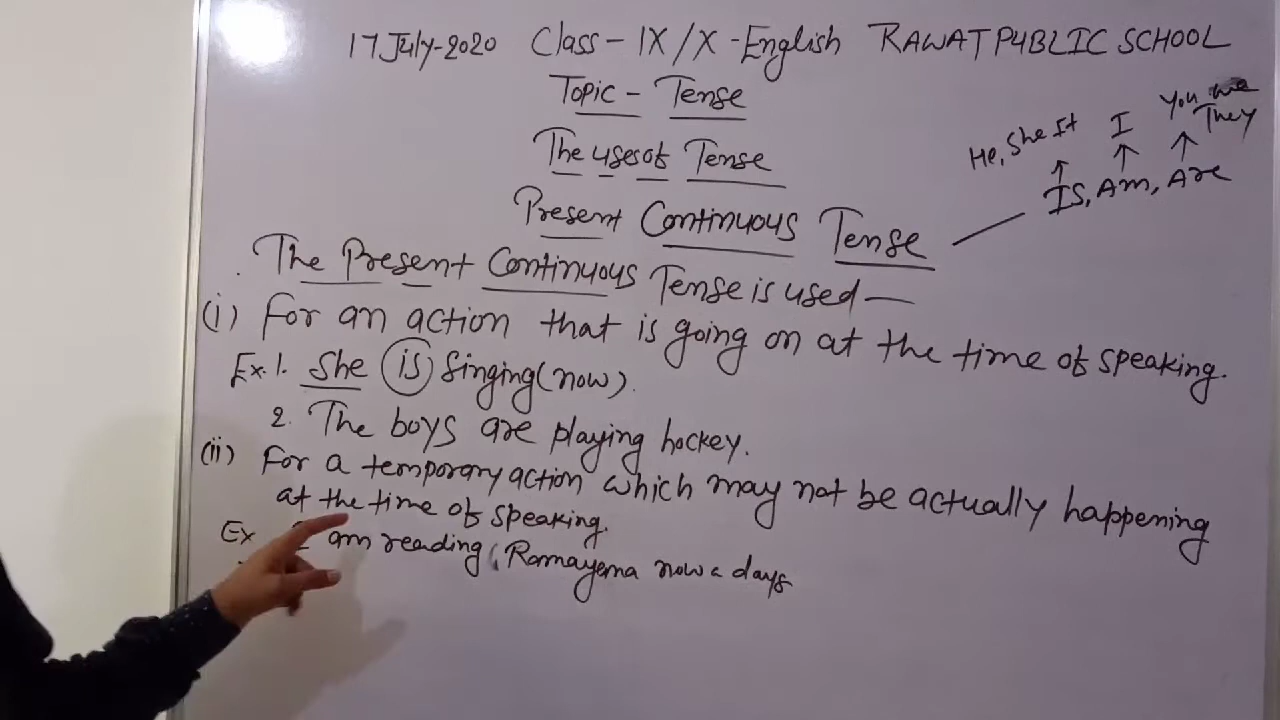 17 July-2020 Class - IX/X - English RAWAT PUBLIC SCHOOL
Topic - Tense
The uses of Tense
He, She It I You We They
IS, Am, Are
Present Continuous Tense
The Present Continuous Tense is used —
(i) For an action that is going on at the time of speaking.
Ex. 1. She is singing (now).
2. The boys are playing hockey.
(ii) For a temporary action which may not be actually happening
at the time of speaking.
Ex am reading Ramayema now a days